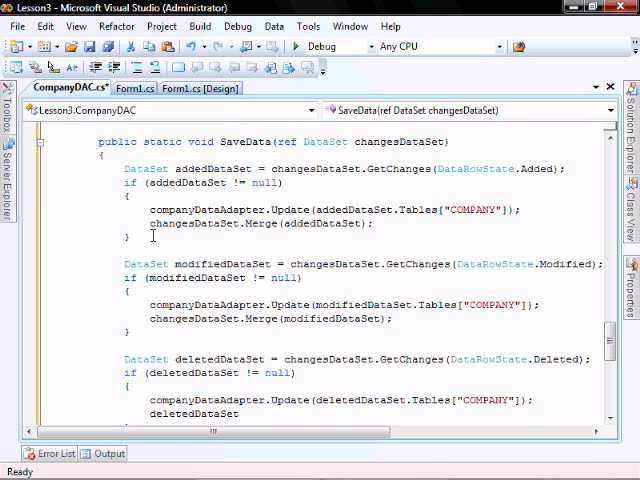 Lesson3 - Microsoft Visual Studio (Administrator)
File Edit View Refactor Project Build Debug Data Tools Window Help
Debug Any CPU
CompanyDAC.cs* Form1.cs Form1.cs [Design]
Lesson3.CompanyDAC SaveData(ref DataSet changesDataSet)
public static void SaveData(ref DataSet changesDataSet)
{
DataSet addedDataSet = changesDataSet.GetChanges(DataRowState.Added);
if (addedDataSet != null)
{
companyDataAdapter.Update(addedDataSet.Tables["COMPANY"]);
changesDataSet.Merge(addedDataSet);
}
DataSet modifiedDataSet = changesDataSet.GetChanges(DataRowState.Modified);
if (modifiedDataSet != null)
{
companyDataAdapter.Update(modifiedDataSet.Tables["COMPANY"]);
changesDataSet.Merge(modifiedDataSet);
}
DataSet deletedDataSet = changesDataSet.GetChanges(DataRowState.Deleted);
if (deletedDataSet != null)
{
companyDataAdapter.Update(deletedDataSet.Tables["COMPANY"]);
deletedDataSet
Toolbox
Server Explorer
Solution Explorer
Class View
Properties
Error List Output
Ready